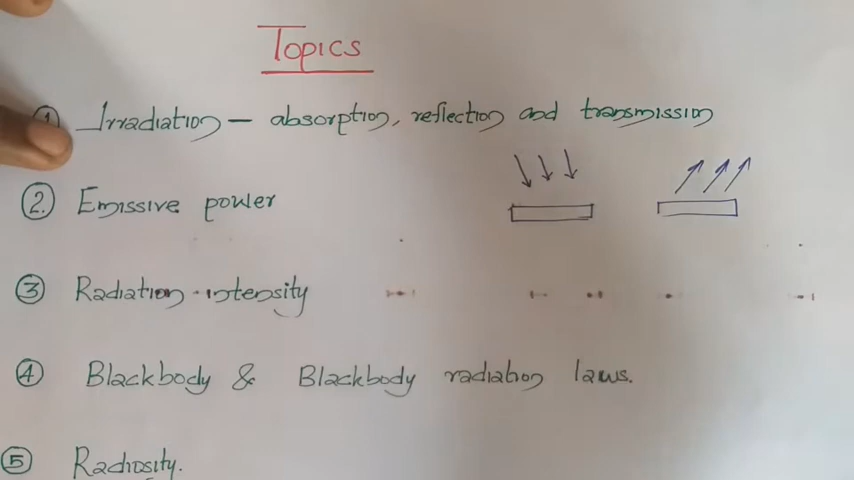 Topics
① Irradiation – absorption, reflection and transmission
②. Emissive power
③ Radiation intensity
④ Blackbody & Blackbody radiation laws.
⑤ Radiosity.